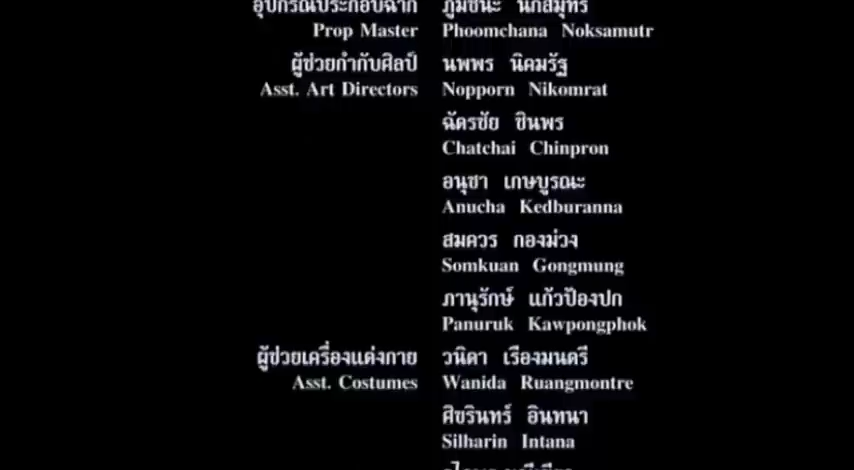 อุปกรณ์ประกอบฉาก ภูมิชนะ นกสมุทร
Prop Master Phoomchana Noksamutr
ผู้ช่วยกำกับศิลป์ นพพร นิคมรัฐ
Asst. Art Directors Nopporn Nikomrat
ฉัครชัย ชินพร
Chatchai Chinpron
อนุชา เกษบูรณะ
Anucha Kedburanna
สมควร กองม่วง
Somkuan Gongmung
ภานุรักษ์ แก้วป้องปก
Panuruk Kawpongphok
ผู้ช่วยเครื่องแต่งกาย วนิดา เรืองมนตรี
Asst. Costumes Wanida Ruangmontre
ศิขรินทร์ อินทนา
Silharin Intana